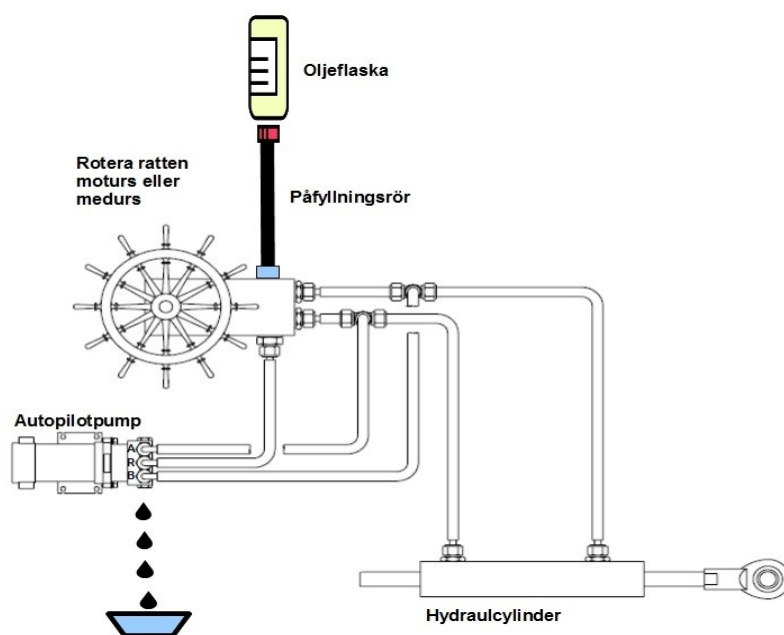 Oljeflaska
Rotera ratten
moturs eller
medurs
Påfyllningsrör
Autopilotpump
A
R
B
Hydraulcylinder